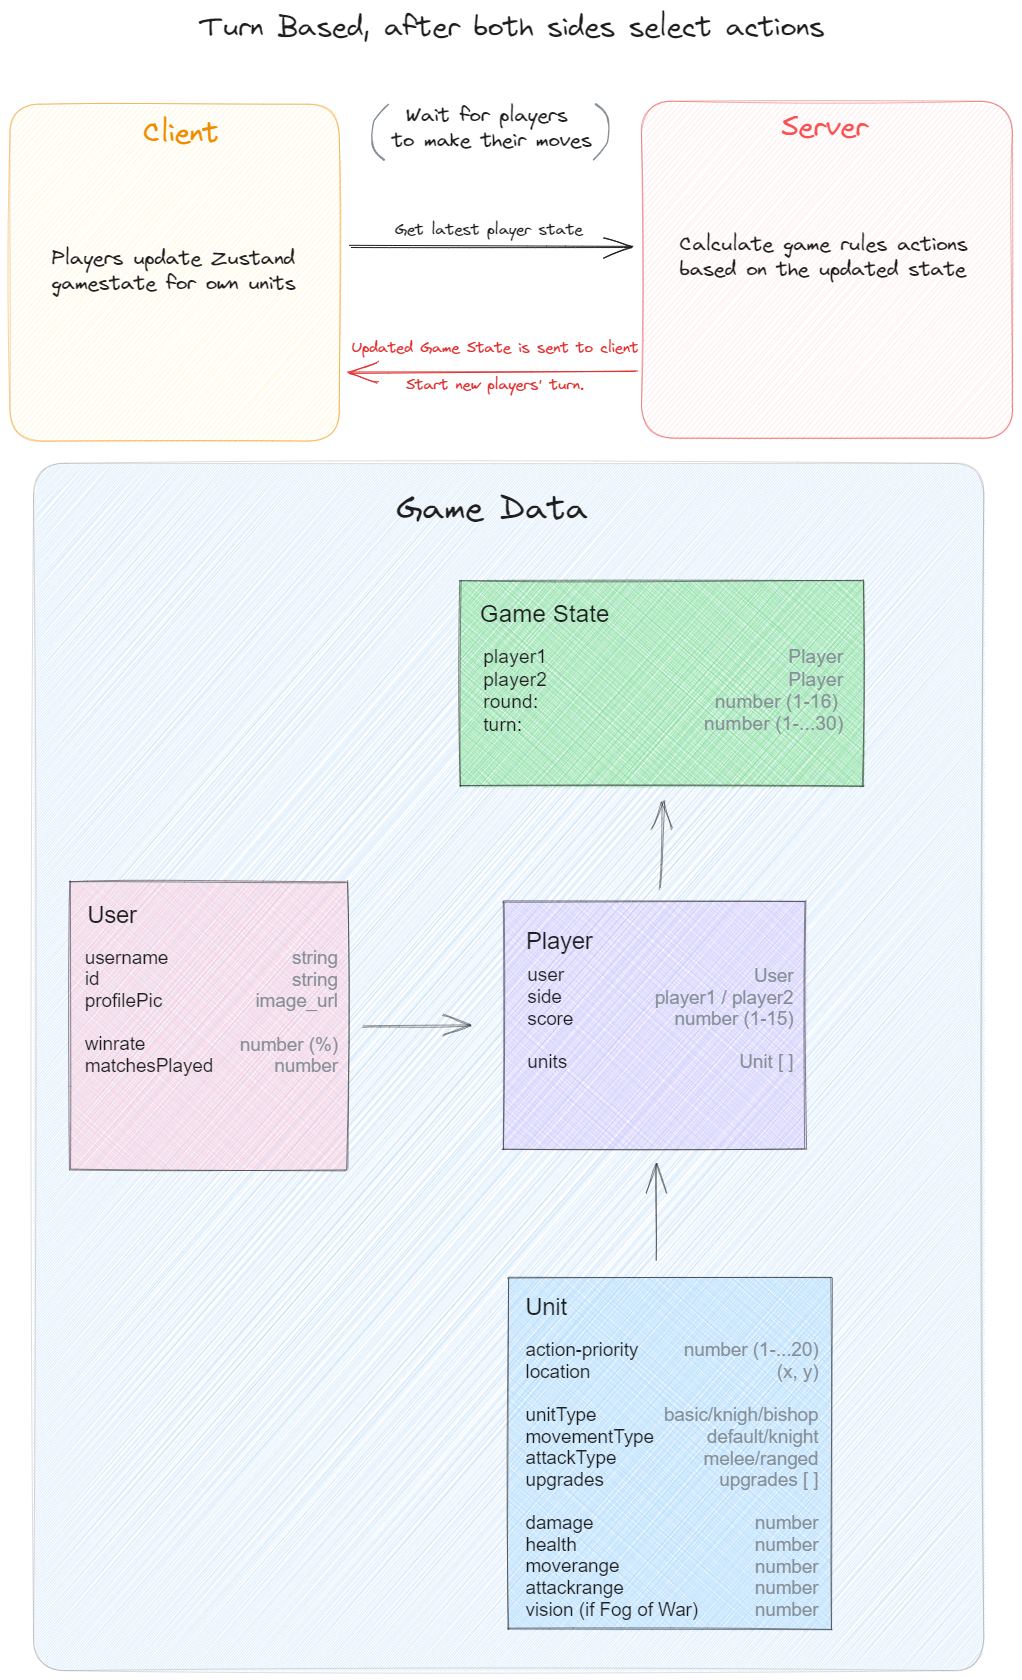 Turn Based, after both sides select actions
Client
Players update Zustand
gamestate for own units
Wait for players
to make their moves
Get latest player state
Updated Game State is sent to client
Start new players' turn.
Server
Calculate game rules actions
based on the updated state
Game Data
Game State
player1 Player
player2 Player
round: number (1-16)
turn: number (1-...30)
User
username string
id string
profilePic image_url
winrate number (%)
matchesPlayed number
Player
user User
side player1 / player2
score number (1-15)
units Unit [ ]
Unit
action-priority number (1-...20)
location (x, y)
unitType basic/knigh/bishop
movementType default/knight
attackType melee/ranged
upgrades upgrades [ ]
damage number
health number
moverange number
attackrange number
vision (if Fog of War) number